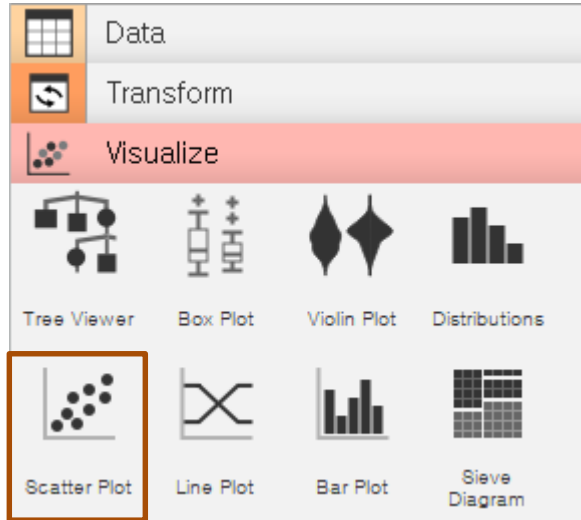 Data
Transform
Visualize
Tree Viewer
Box Plot
Violin Plot
Distributions
Scatter Plot
Line Plot
Bar Plot
Sieve
Diagram